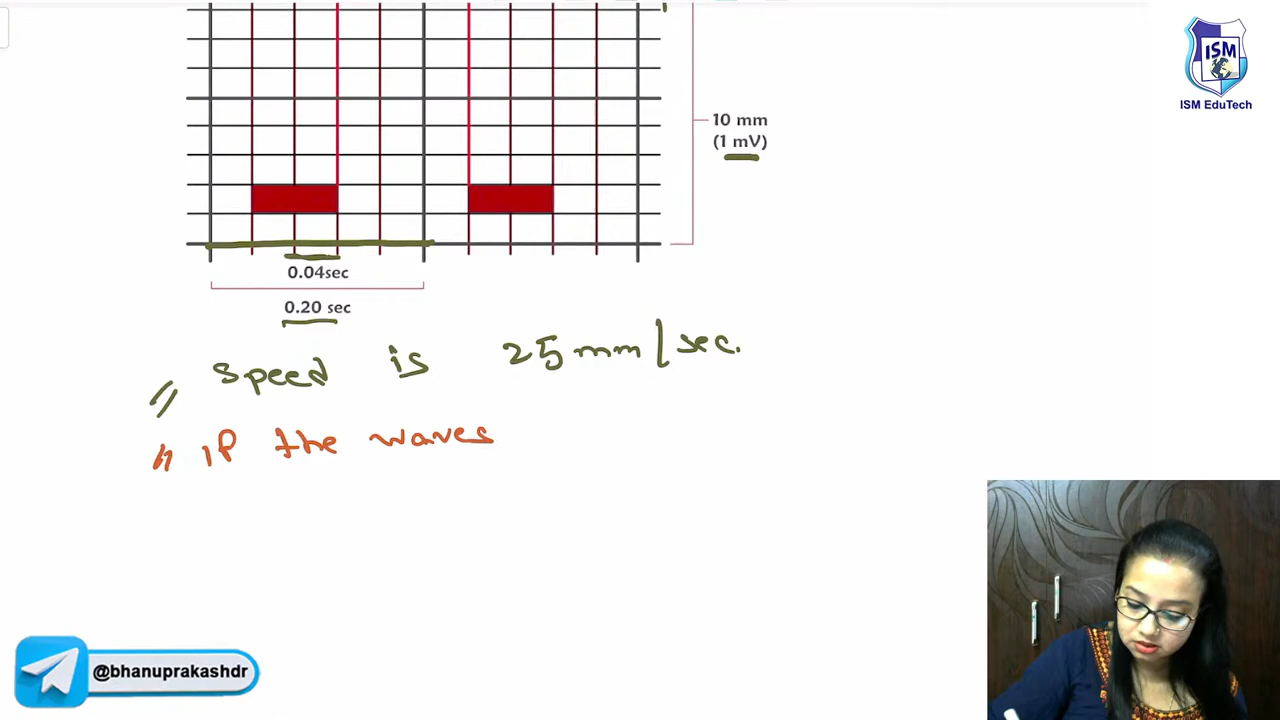 ISM
ISM EduTech
10 mm
(1 mV)
0.04sec
0.20 sec
= Speed is 25mm/sec.
If the waves
@bhanuprakashdr